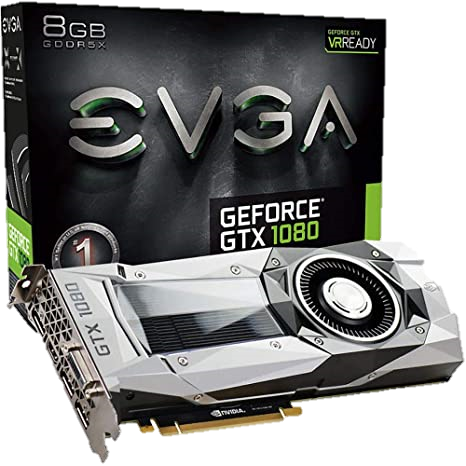 8GB
GDDR5X
GEFORCE GTX
VRREADY
EVGA
#1
GEFORCE®
GTX 1080
GTX 1080
NVIDIA